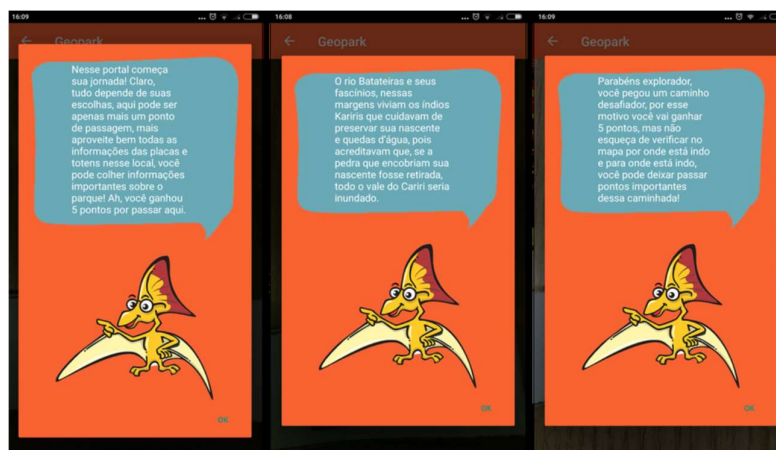 16:09
Geopark
Nesse portal começa
sua jornada! Claro,
tudo depende de suas
escolhas, aqui pode ser
apenas mais um ponto
de passagem, mais
aproveite bem todas as
informações das placas e
totens nesse local, você
pode colher informações
importantes sobre o
parque! Ah, você ganhou
5 pontos por passar aqui.
OK
16:08
Geopark
O rio Batateiras e seus
fascínios, nessas
margens viviam os índios
Kariris que cuidavam de
preservar sua nascente
e quedas d'água, pois
acreditavam que, se a
pedra que encobriam sua
nascente fosse retirada,
todo o vale do Cariri seria
inundado.
OK
16:09
Geopark
Parabéns explorador,
você pegou um caminho
desafiador, por esse
motivo você vai ganhar
5 pontos, mas não
esqueça de verificar no
mapa por onde está indo
e para onde está indo,
você pode deixar passar
pontos importantes
dessa caminhada!
OK